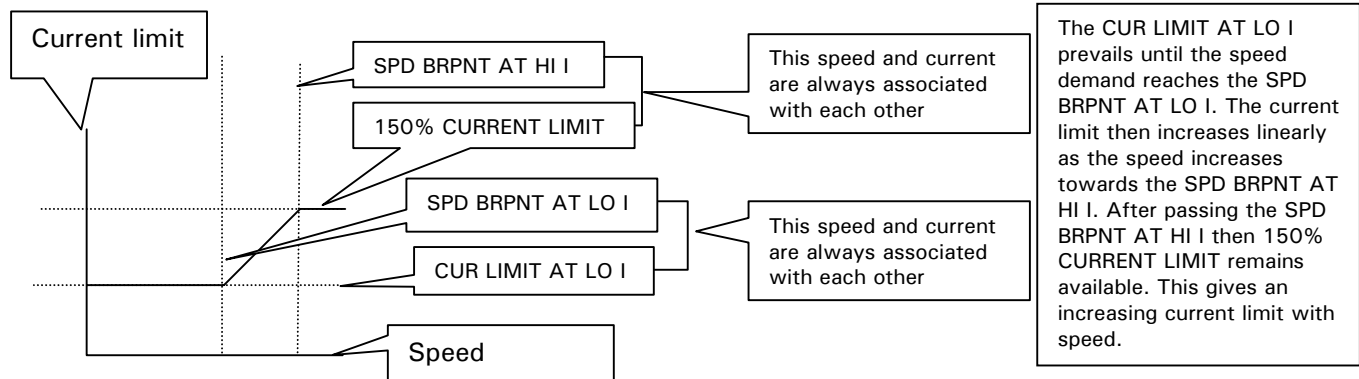 Current limit
SPD BRPNT AT HI I
150% CURRENT LIMIT
This speed and current
are always associated
with each other
SPD BRPNT AT LO I
CUR LIMIT AT LO I
This speed and current
are always associated
with each other
Speed
The CUR LIMIT AT LO I
prevails until the speed
demand reaches the SPD
BRPNT AT LO I. The current
limit then increases linearly
as the speed increases
towards the SPD BRPNT AT
HI I. After passing the SPD
BRPNT AT HI I then 150%
CURRENT LIMIT remains
available. This gives an
increasing current limit with
speed.